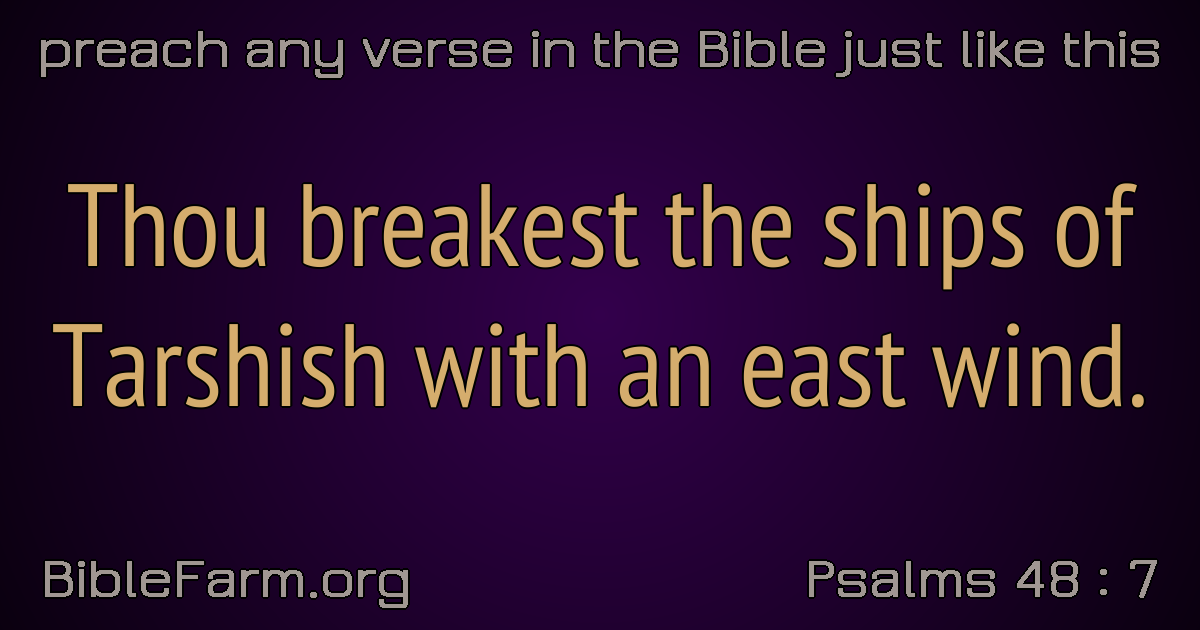 preach any verse in the Bible just like this
Thou breakest the ships of
Tarshish with an east wind.
BibleFarm.org
Psalms 48 : 7